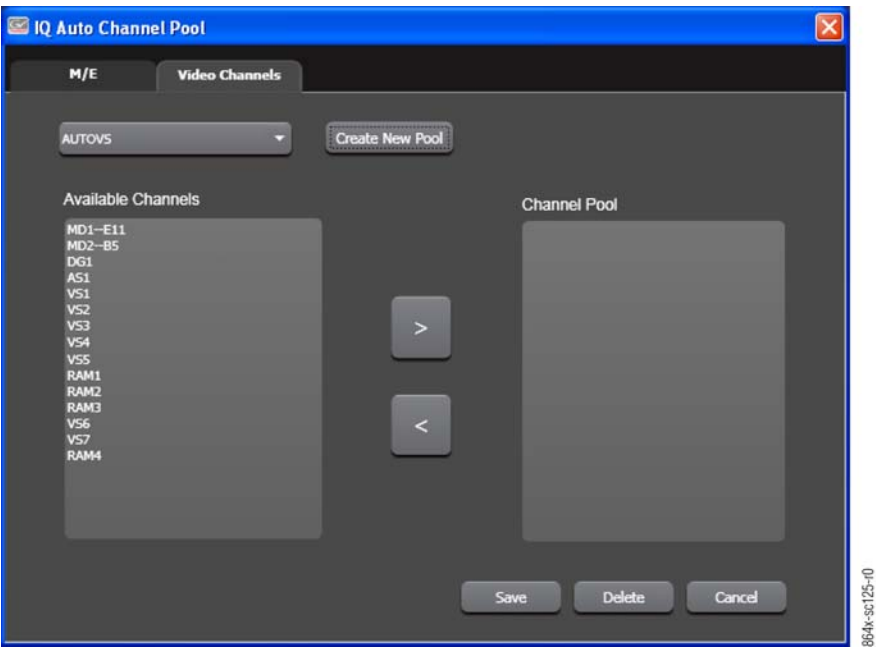 IQ Auto Channel Pool
M/E
Video Channels
AUTOVS
Create New Pool
Available Channels
MD1--E11
MD2--B5
DG1
AS1
VS1
VS2
VS3
VS4
VS5
RAM1
RAM2
RAM3
VS6
VS7
RAM4
>
<
Channel Pool
Save
Delete
Cancel
864x-sc125-r0